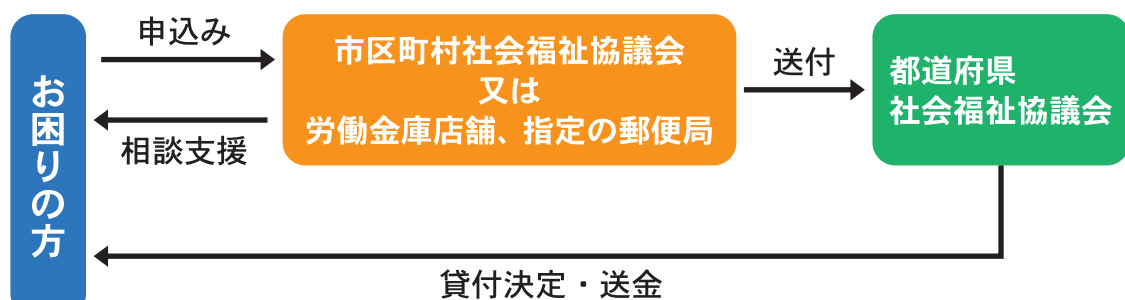 お困りの方
申込み
相談支援
市区町村社会福祉協議会
又は
労働金庫店舗、指定の郵便局
送付
都道府県
社会福祉協議会
貸付決定・送金